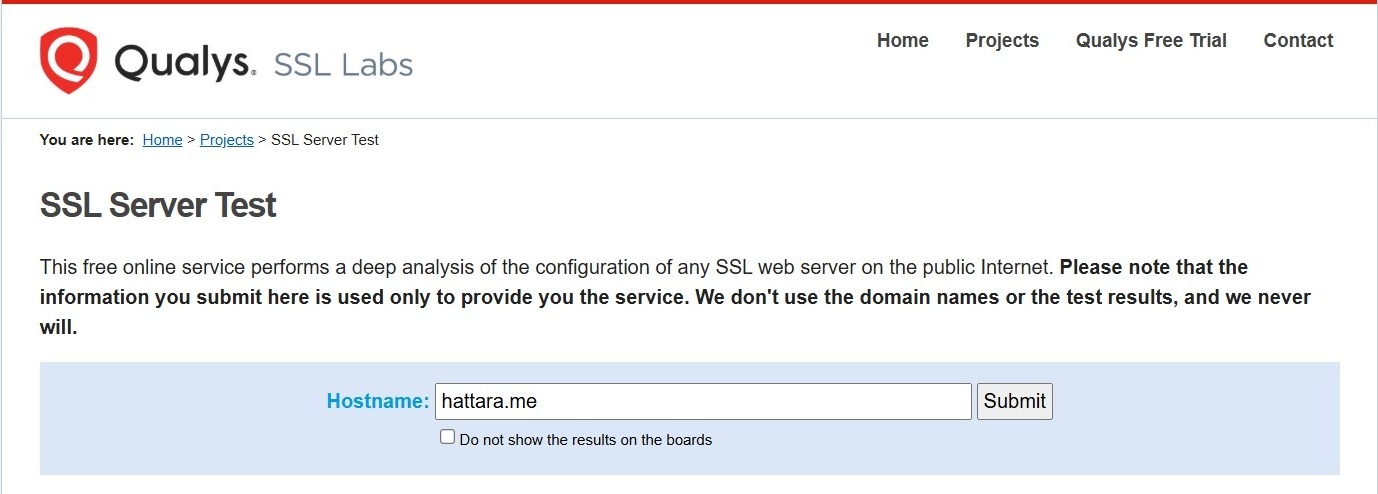 Qualys. SSL Labs
Home Projects Qualys Free Trial Contact
You are here: Home > Projects > SSL Server Test
SSL Server Test
This free online service performs a deep analysis of the configuration of any SSL web server on the public Internet. Please note that the
information you submit here is used only to provide you the service. We don't use the domain names or the test results, and we never
will.
Hostname: hattara.me Submit
Do not show the results on the boards